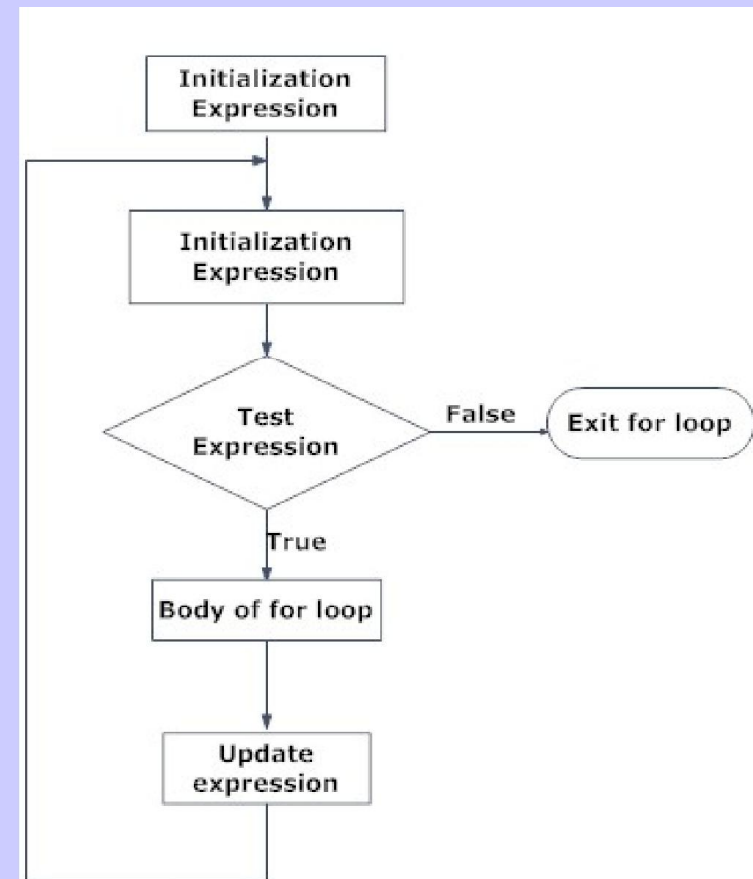 Initialization
Expression
Initialization
Expression
Test
Expression
False
Exit for loop
True
Body of for loop
Update
expression